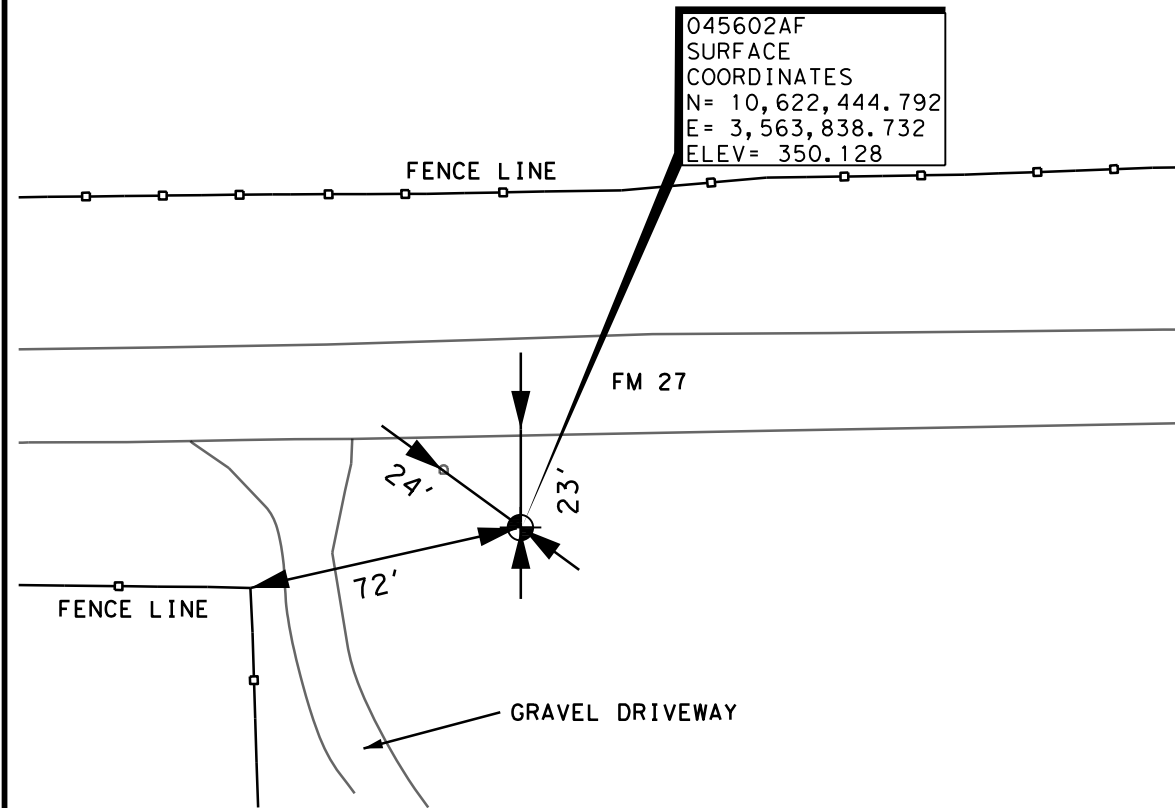 045602AF
SURFACE
COORDINATES
N= 10,622,444.792
E= 3,563,838.732
ELEV= 350.128
FENCE LINE
FM 27
24'
23'
72'
FENCE LINE
GRAVEL DRIVEWAY